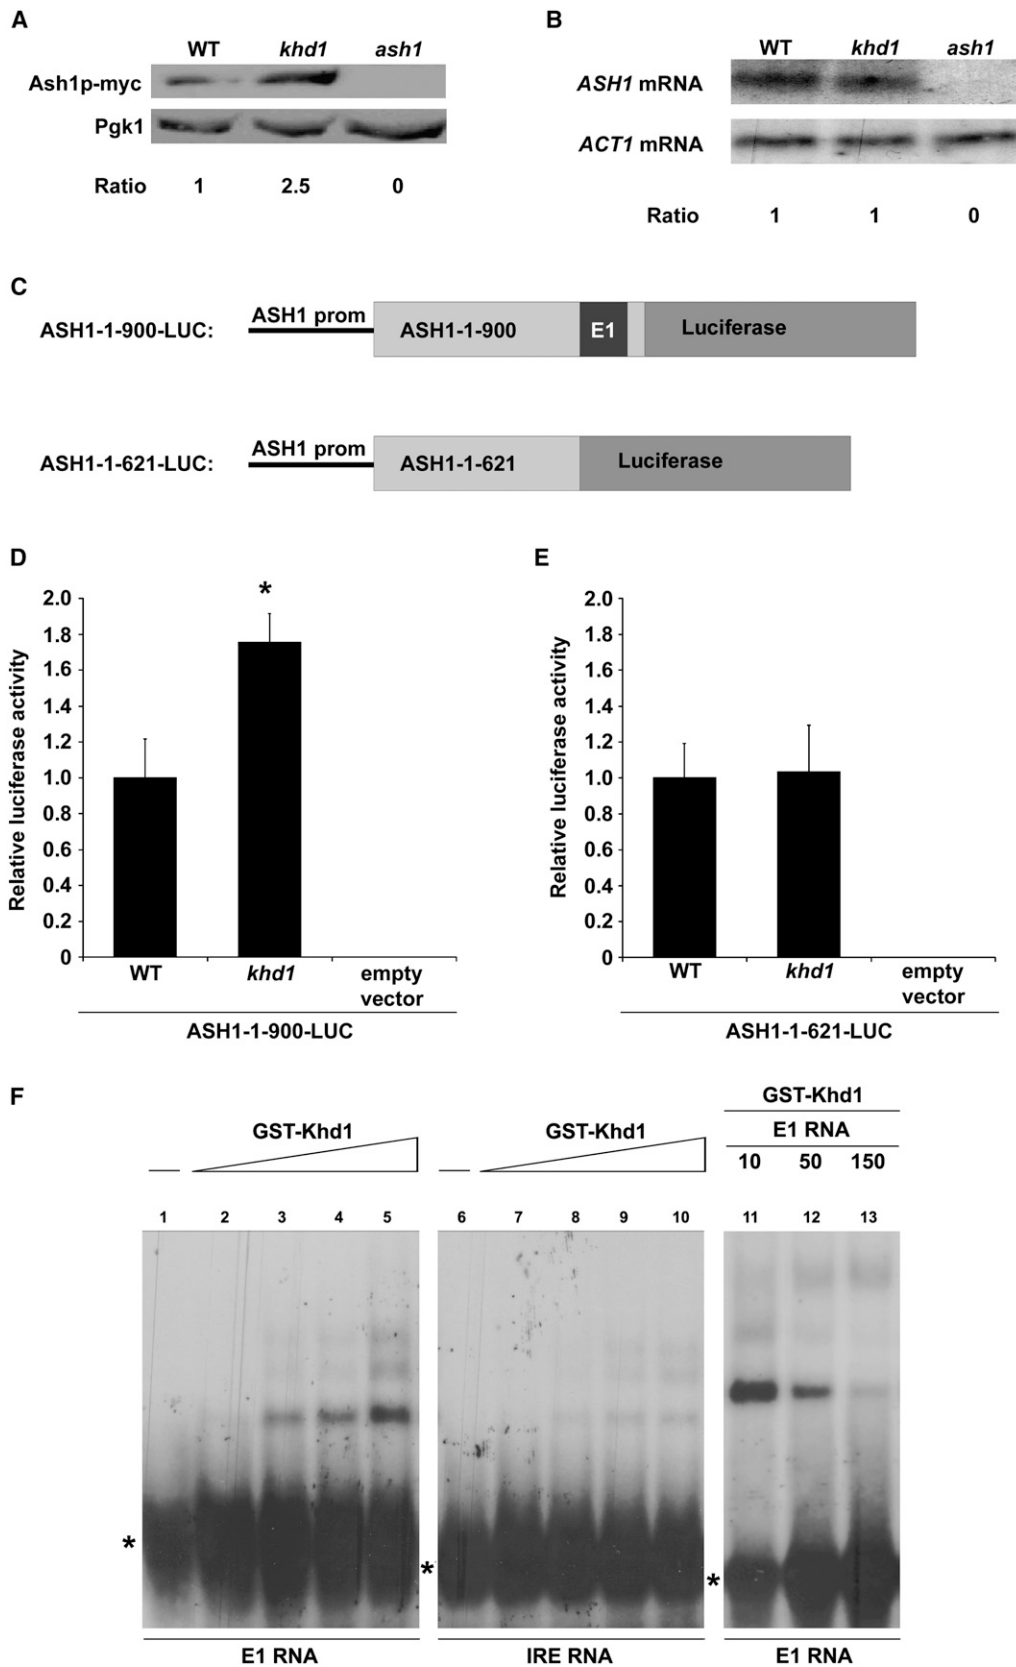 A
WT khd1 ash1
Ash1p-myc
Pgk1
Ratio 1 2.5 0
B
WT khd1 ash1
ASH1 mRNA
ACT1 mRNA
Ratio 1 1 0
C
ASH1-1-900-LUC: ASH1 prom ASH1-1-900 E1 Luciferase
ASH1-1-621-LUC: ASH1 prom ASH1-1-621 Luciferase
D
*
Relative luciferase activity
2.0
1.8
1.6
1.4
1.2
1.0
0.8
0.6
0.4
0.2
0
WT khd1 empty vector
ASH1-1-900-LUC
E
Relative luciferase activity
2.0
1.8
1.6
1.4
1.2
1.0
0.8
0.6
0.4
0.2
0
WT khd1 empty vector
ASH1-1-621-LUC
F
GST-Khd1
1 2 3 4 5
*
E1 RNA
GST-Khd1
6 7 8 9 10
*
IRE RNA
GST-Khd1
E1 RNA
10 50 150
11 12 13
*
E1 RNA